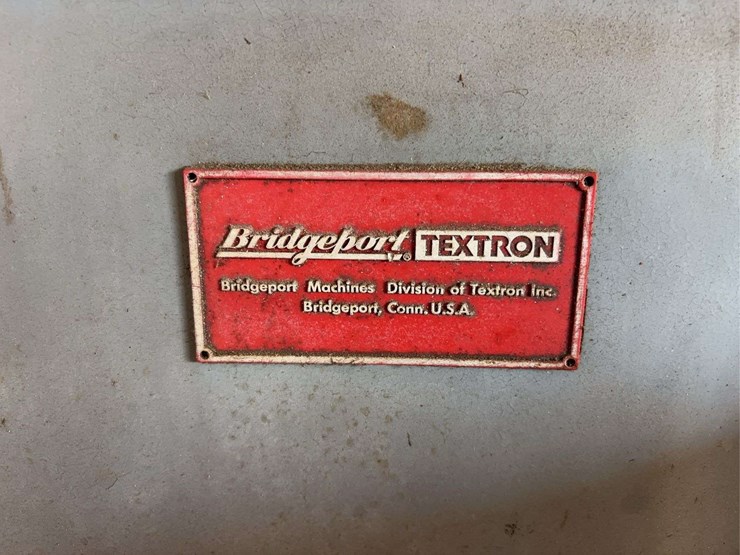 Bridgeport® TEXTRON
Bridgeport Machines Division of Textron Inc.
Bridgeport, Conn. U.S.A.